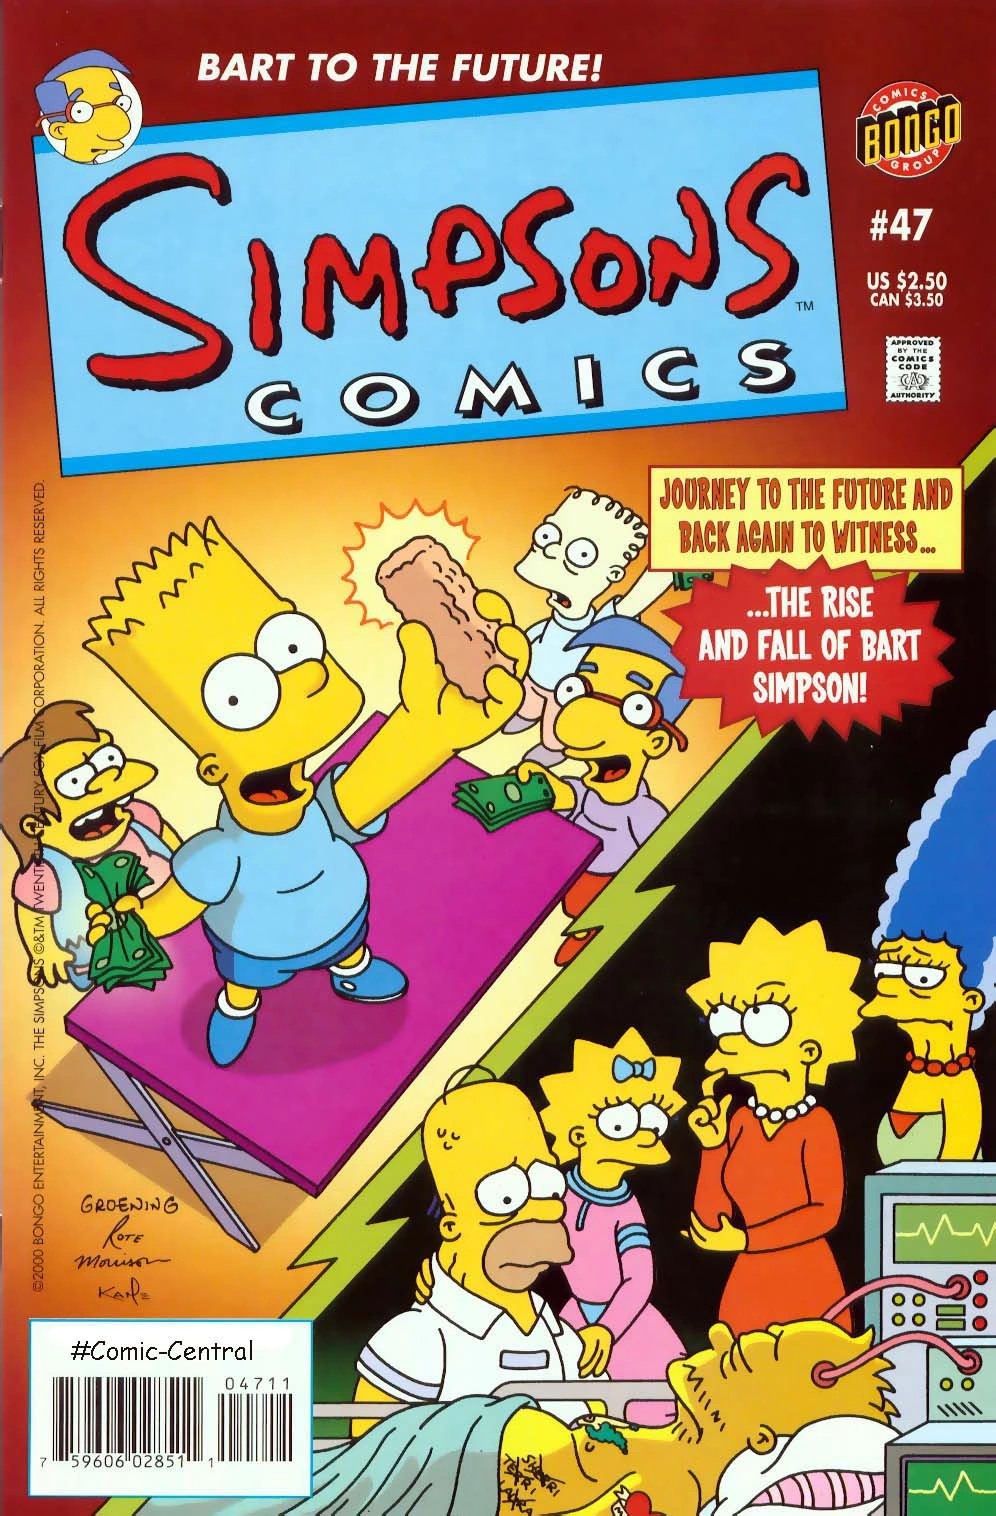 BART TO THE FUTURE!
SIMPSONS
TM
COMICS
COMICS
BONGO
GROUP
#47
US $2.50
CAN $3.50
APPROVED
BY THE
COMICS
CODE
CA
AUTHORITY
JOURNEY TO THE FUTURE AND
BACK AGAIN TO WITNESS...
...THE RISE
AND FALL OF BART
SIMPSON!
©2000 BONGO ENTERTAINMENT, INC. THE SIMPSONS ©&TM TWENTIETH CENTURY FOX FILM CORPORATION. ALL RIGHTS RESERVED.
GROENING
ROTE
Morrison
KANE
#Comic-Central
04711
7 59606 02851 1